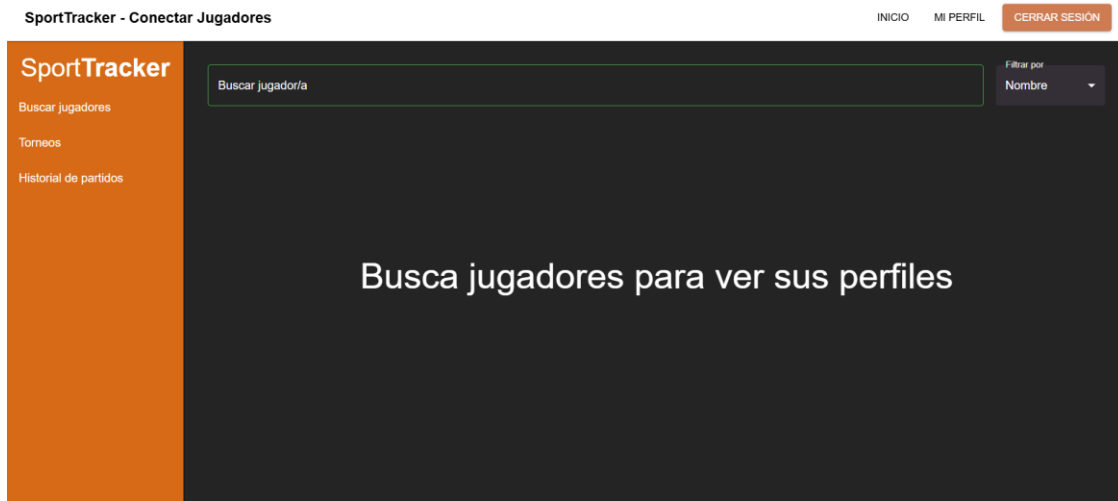 SportTracker - Conectar Jugadores
INICIO
MI PERFIL
CERRAR SESIÓN
SportTracker
Buscar jugadores
Torneos
Historial de partidos
Buscar jugador/a
Filtrar por
Nombre
Busca jugadores para ver sus perfiles